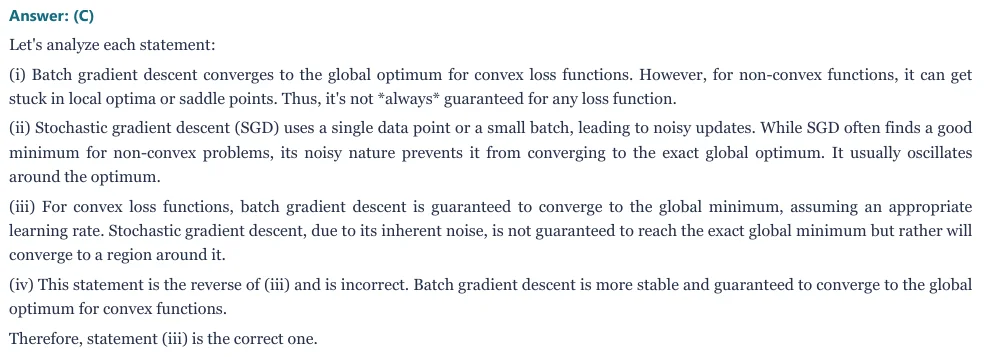 Answer: (C)
Let's analyze each statement:
(i) Batch gradient descent converges to the global optimum for convex loss functions. However, for non-convex functions, it can get
stuck in local optima or saddle points. Thus, it's not *always* guaranteed for any loss function.
(ii) Stochastic gradient descent (SGD) uses a single data point or a small batch, leading to noisy updates. While SGD often finds a good
minimum for non-convex problems, its noisy nature prevents it from converging to the exact global optimum. It usually oscillates
around the optimum.
(iii) For convex loss functions, batch gradient descent is guaranteed to converge to the global minimum, assuming an appropriate
learning rate. Stochastic gradient descent, due to its inherent noise, is not guaranteed to reach the exact global minimum but rather will
converge to a region around it.
(iv) This statement is the reverse of (iii) and is incorrect. Batch gradient descent is more stable and guaranteed to converge to the global
optimum for convex functions.
Therefore, statement (iii) is the correct one.